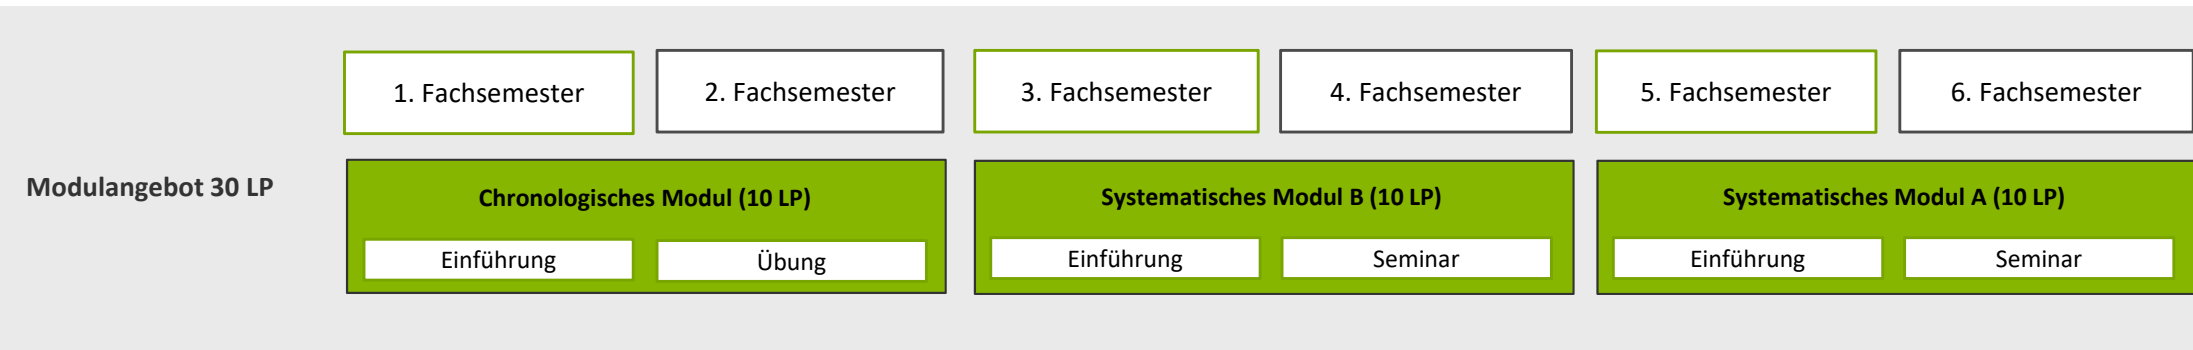 1. Fachsemester
2. Fachsemester
3. Fachsemester
4. Fachsemester
5. Fachsemester
6. Fachsemester
Modulangebot 30 LP
Chronologisches Modul (10 LP)
Einführung
Übung
Systematisches Modul B (10 LP)
Einführung
Seminar
Systematisches Modul A (10 LP)
Einführung
Seminar